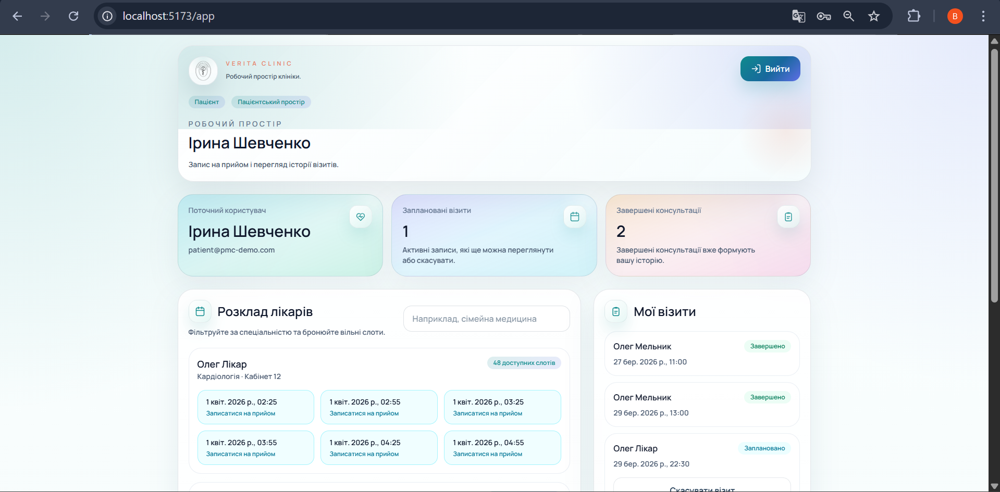 localhost:5173/app
B
VERITA CLINIC
Робочий простір клініки.
Вийти
Пацієнт
Пацієнтський простір
РОБОЧИЙ ПРОСТІР
Ірина Шевченко
Запис на прийом і перегляд історії візитів.
Поточний користувач
Ірина Шевченко
patient@pmc-demo.com
Заплановані візити
1
Активні записи, які ще можна переглянути
або скасувати.
Завершені консультації
2
Завершені консультації вже формують
вашу історію.
Розклад лікарів
Наприклад, сімейна медицина
Фільтруйте за спеціальністю та бронюйте вільні слоти.
Олег Лікар
48 доступних слотів
Кардіологія · Кабінет 12
1 квіт. 2026 р., 02:25
Записатися на прийом
1 квіт. 2026 р., 02:55
Записатися на прийом
1 квіт. 2026 р., 03:25
Записатися на прийом
1 квіт. 2026 р., 03:55
Записатися на прийом
1 квіт. 2026 р., 04:25
Записатися на прийом
1 квіт. 2026 р., 04:55
Записатися на прийом
Мої візити
Олег Мельник
Завершено
27 бер. 2026 р., 11:00
Олег Мельник
Завершено
29 бер. 2026 р., 13:00
Олег Лікар
Заплановано
29 бер. 2026 р., 22:30
Скасувати візит